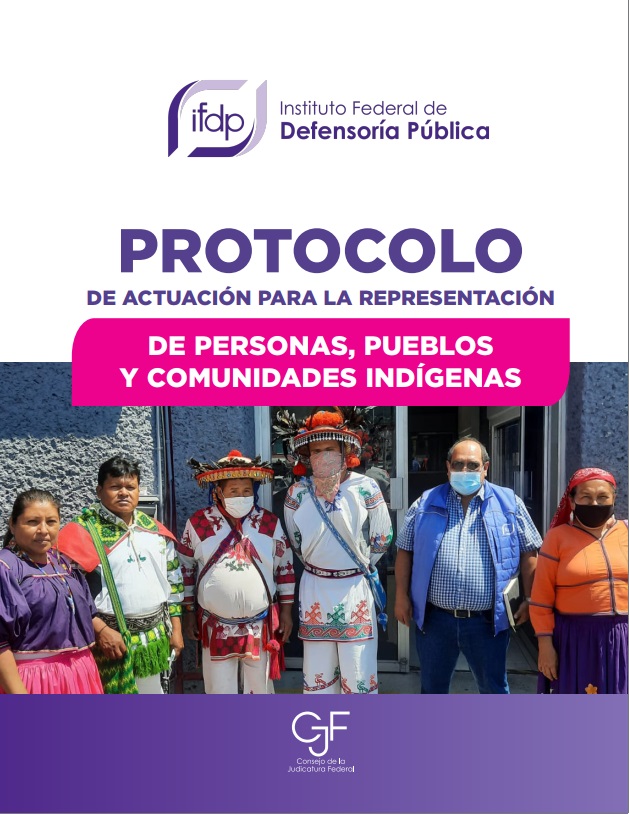 ifdp
Instituto Federal de
Defensoría Pública
PROTOCOLO
DE ACTUACIÓN PARA LA REPRESENTACIÓN
DE PERSONAS, PUEBLOS
Y COMUNIDADES INDÍGENAS
CJF
Consejo de la
Judicatura Federal